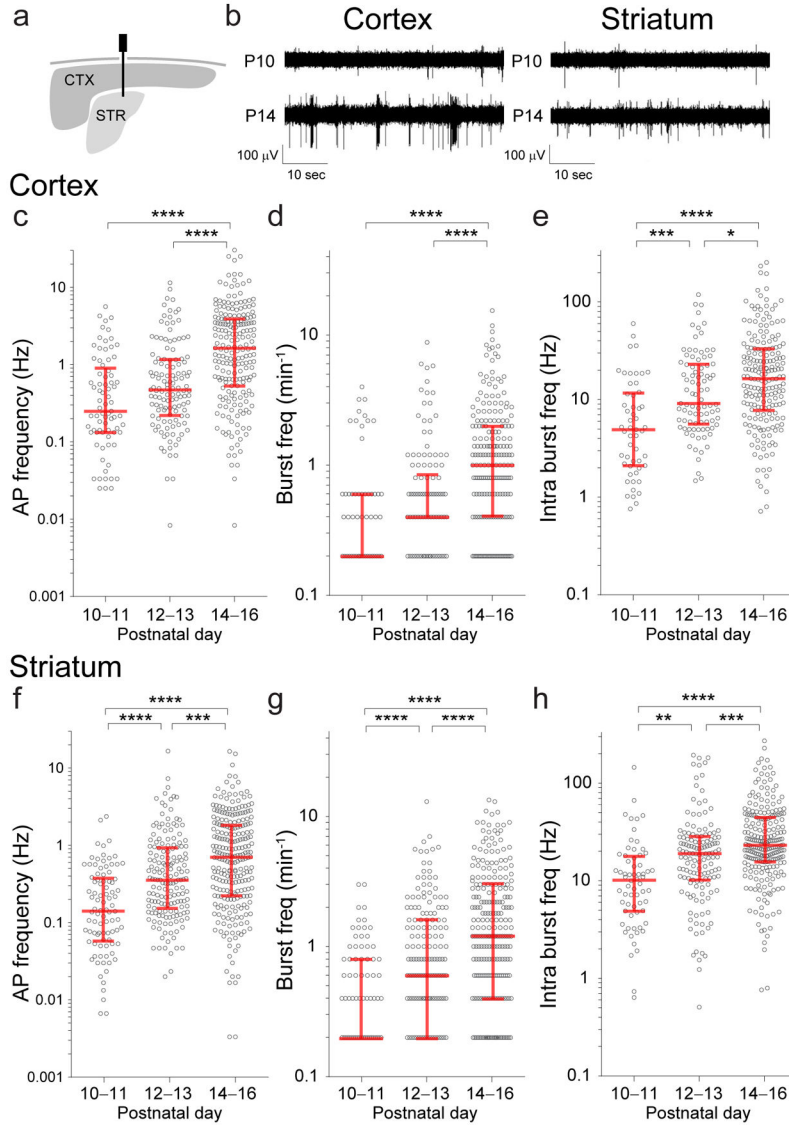 a
CTX
STR
b
Cortex
Striatum
P10
P14
100 µV
10 sec
P10
P14
100 µV
10 sec
Cortex
c
****
****
AP frequency (Hz)
10
1
0.1
0.01
0.001
10–11
12–13
14–16
Postnatal day
d
****
****
Burst freq (min⁻¹)
10
1
0.1
10–11
12–13
14–16
Postnatal day
e
****
***
*
Intra burst freq (Hz)
100
10
1
0.1
10–11
12–13
14–16
Postnatal day
Striatum
f
****
****
***
AP frequency (Hz)
10
1
0.1
0.01
0.001
10–11
12–13
14–16
Postnatal day
g
****
****
****
Burst freq (min⁻¹)
10
1
0.1
10–11
12–13
14–16
Postnatal day
h
****
**
***
Intra burst freq (Hz)
100
10
1
0.1
10–11
12–13
14–16
Postnatal day